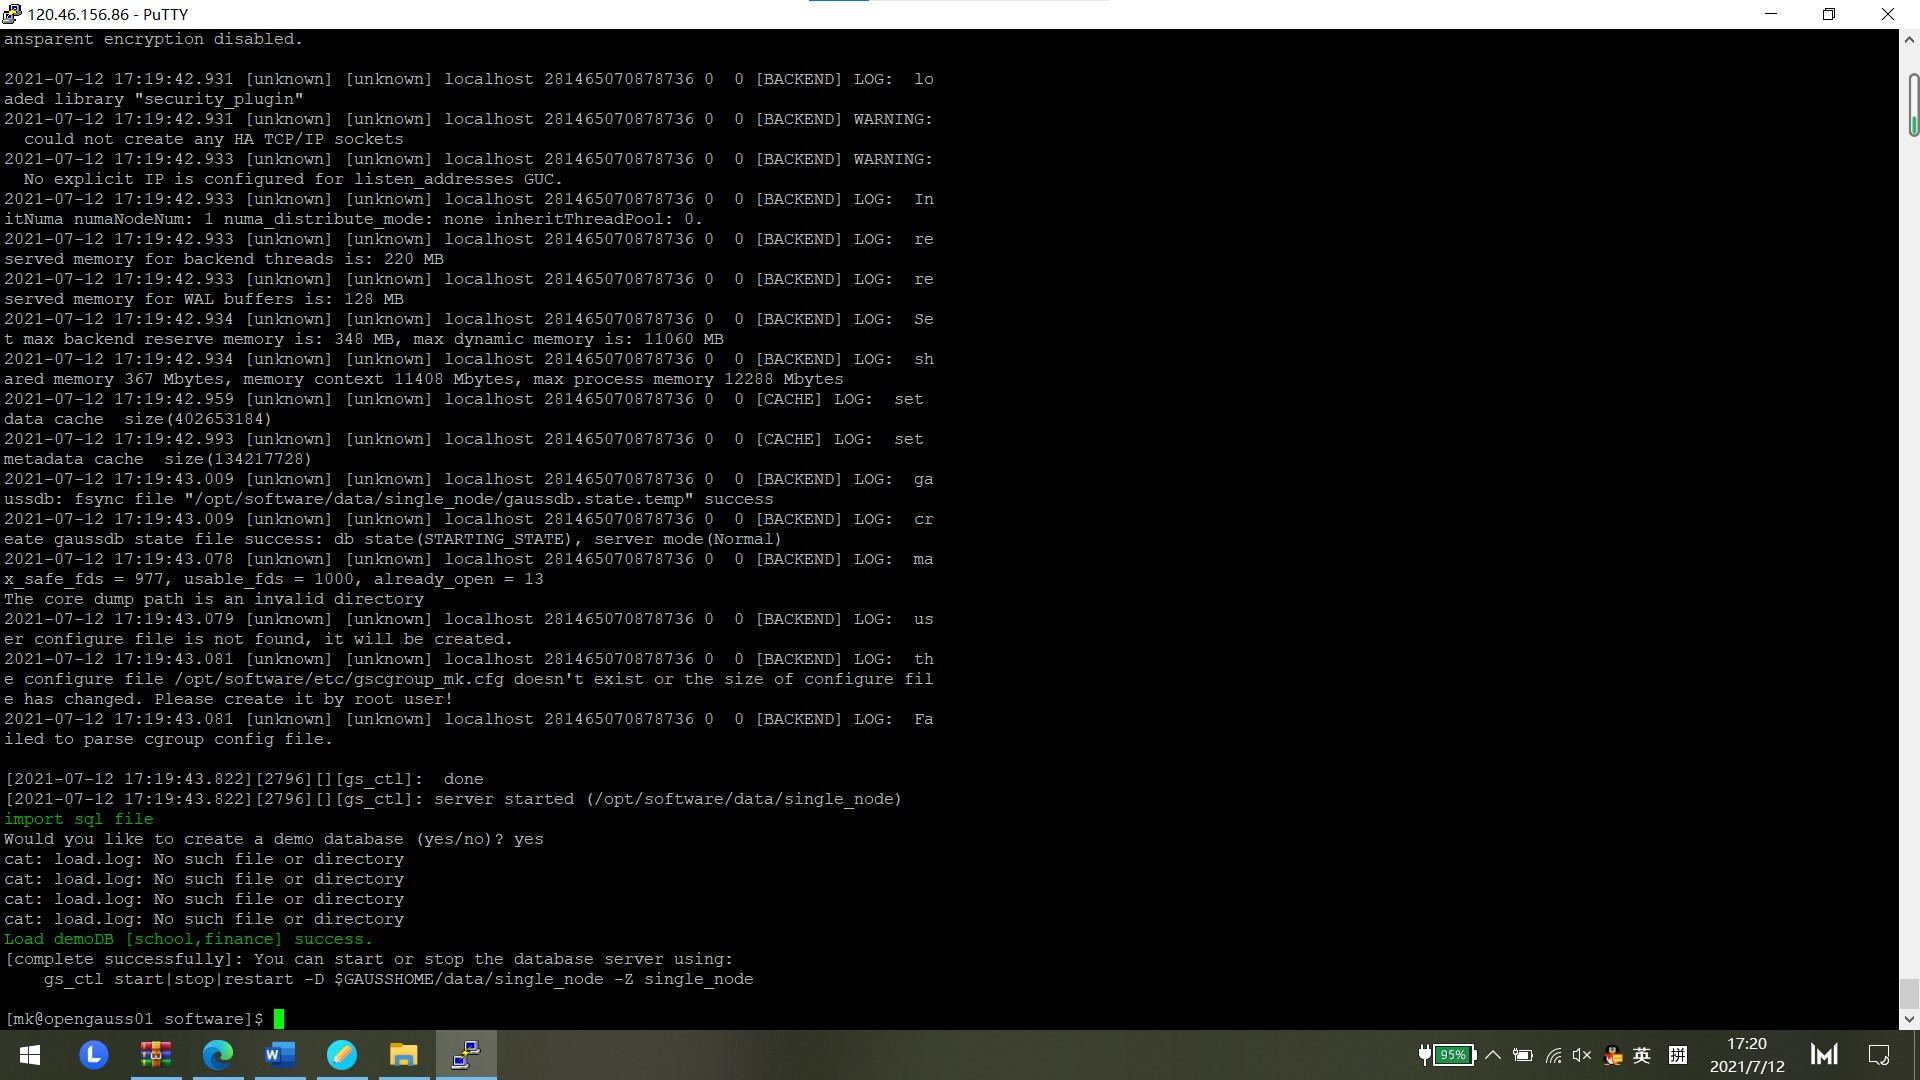 120.46.156.86 - PuTTY
ansparent encryption disabled.
2021-07-12 17:19:42.931 [unknown] [unknown] localhost 281465070878736 0  0 [BACKEND] LOG:  lo
aded library "security_plugin"
2021-07-12 17:19:42.931 [unknown] [unknown] localhost 281465070878736 0  0 [BACKEND] WARNING:
  could not create any HA TCP/IP sockets
2021-07-12 17:19:42.933 [unknown] [unknown] localhost 281465070878736 0  0 [BACKEND] WARNING:
  No explicit IP is configured for listen_addresses GUC.
2021-07-12 17:19:42.933 [unknown] [unknown] localhost 281465070878736 0  0 [BACKEND] LOG:  In
itNuma numaNodeNum: 1 numa_distribute_mode: none inheritThreadPool: 0.
2021-07-12 17:19:42.933 [unknown] [unknown] localhost 281465070878736 0  0 [BACKEND] LOG:  re
served memory for backend threads is: 220 MB
2021-07-12 17:19:42.933 [unknown] [unknown] localhost 281465070878736 0  0 [BACKEND] LOG:  re
served memory for WAL buffers is: 128 MB
2021-07-12 17:19:42.934 [unknown] [unknown] localhost 281465070878736 0  0 [BACKEND] LOG:  Se
t max backend reserve memory is: 348 MB, max dynamic memory is: 11060 MB
2021-07-12 17:19:42.934 [unknown] [unknown] localhost 281465070878736 0  0 [BACKEND] LOG:  sh
ared memory 367 Mbytes, memory context 11408 Mbytes, max process memory 12288 Mbytes
2021-07-12 17:19:42.959 [unknown] [unknown] localhost 281465070878736 0  0 [CACHE] LOG:  set
data cache  size(402653184)
2021-07-12 17:19:42.993 [unknown] [unknown] localhost 281465070878736 0  0 [CACHE] LOG:  set
metadata cache  size(134217728)
2021-07-12 17:19:43.009 [unknown] [unknown] localhost 281465070878736 0  0 [BACKEND] LOG:  ga
ussdb: fsync file "/opt/software/data/single_node/gaussdb.state.temp" success
2021-07-12 17:19:43.009 [unknown] [unknown] localhost 281465070878736 0  0 [BACKEND] LOG:  cr
eate gaussdb state file success: db state(STARTING_STATE), server mode(Normal)
2021-07-12 17:19:43.078 [unknown] [unknown] localhost 281465070878736 0  0 [BACKEND] LOG:  ma
x_safe_fds = 977, usable_fds = 1000, already_open = 13
The core dump path is an invalid directory
2021-07-12 17:19:43.079 [unknown] [unknown] localhost 281465070878736 0  0 [BACKEND] LOG:  us
er configure file is not found, it will be created.
2021-07-12 17:19:43.081 [unknown] [unknown] localhost 281465070878736 0  0 [BACKEND] LOG:  th
e configure file /opt/software/etc/gscgroup_mk.cfg doesn't exist or the size of configure fil
e has changed. Please create it by root user!
2021-07-12 17:19:43.081 [unknown] [unknown] localhost 281465070878736 0  0 [BACKEND] LOG:  Fa
iled to parse cgroup config file.
[2021-07-12 17:19:43.822][2796][][gs_ctl]:  done
[2021-07-12 17:19:43.822][2796][][gs_ctl]: server started (/opt/software/data/single_node)
import sql file
Would you like to create a demo database (yes/no)? yes
cat: load.log: No such file or directory
cat: load.log: No such file or directory
cat: load.log: No such file or directory
cat: load.log: No such file or directory
Load demoDB [school,finance] success.
[complete successfully]: You can start or stop the database server using:
    gs_ctl start|stop|restart -D $GAUSSHOME/data/single_node -Z single_node
[mk@opengauss01 software]$
95%
英
拼
17:20
2021/7/12